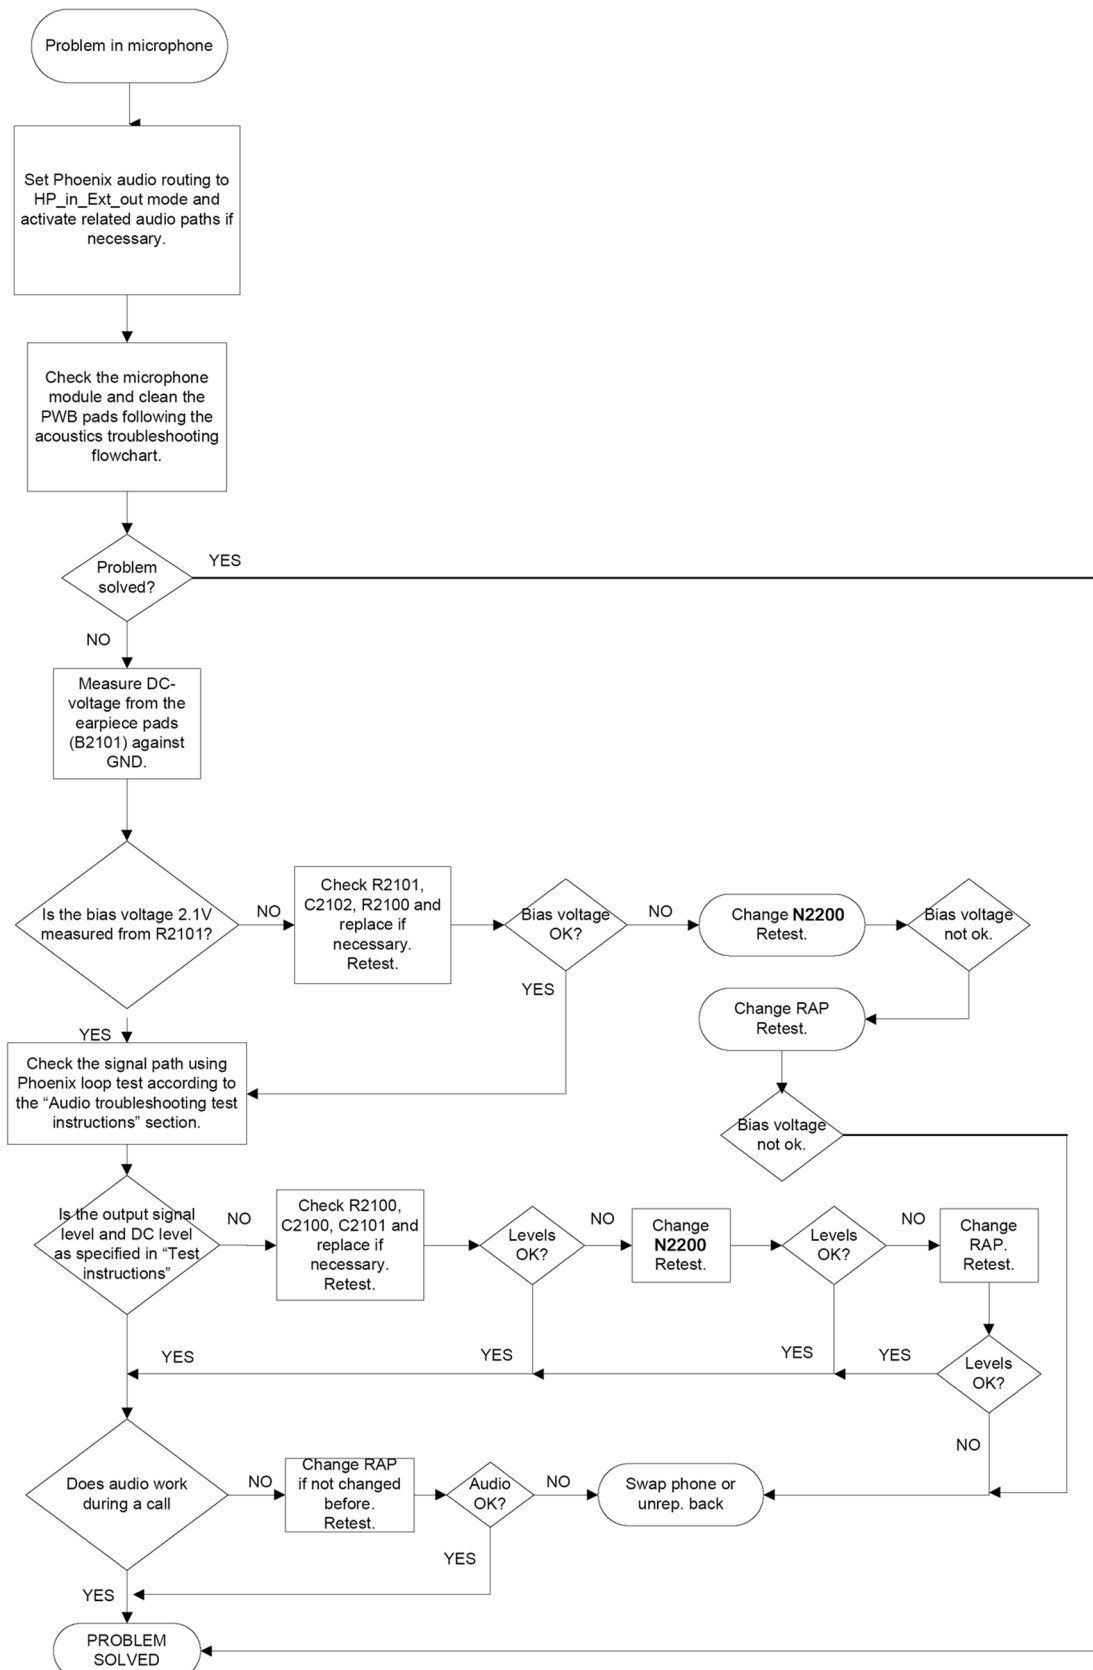 Problem in microphone
Set Phoenix audio routing to
HP_in_Ext_out mode and
activate related audio paths if
necessary.
Check the microphone
module and clean the
PWB pads following the
acoustics troubleshooting
flowchart.
Problem
solved?
YES
NO
Measure DC-
voltage from the
earpiece pads
(B2101) against
GND.
Is the bias voltage 2.1V
measured from R2101?
NO
Check R2101,
C2102, R2100 and
replace if
necessary.
Retest.
Bias voltage
OK?
NO
Change N2200
Retest.
Bias voltage
not ok.
YES
Change RAP
Retest.
Bias voltage
not ok.
YES
Check the signal path using
Phoenix loop test according to
the “Audio troubleshooting test
instructions” section.
Is the output signal
level and DC level
as specified in “Test
instructions”
NO
Check R2100,
C2100, C2101 and
replace if
necessary.
Retest.
Levels
OK?
NO
Change
N2200
Retest.
Levels
OK?
NO
Change
RAP.
Retest.
YES
YES
YES
YES
Levels
OK?
NO
Does audio work
during a call
NO
Change RAP
if not changed
before.
Retest.
Audio
OK?
NO
Swap phone or
unrep. back
YES
YES
PROBLEM
SOLVED